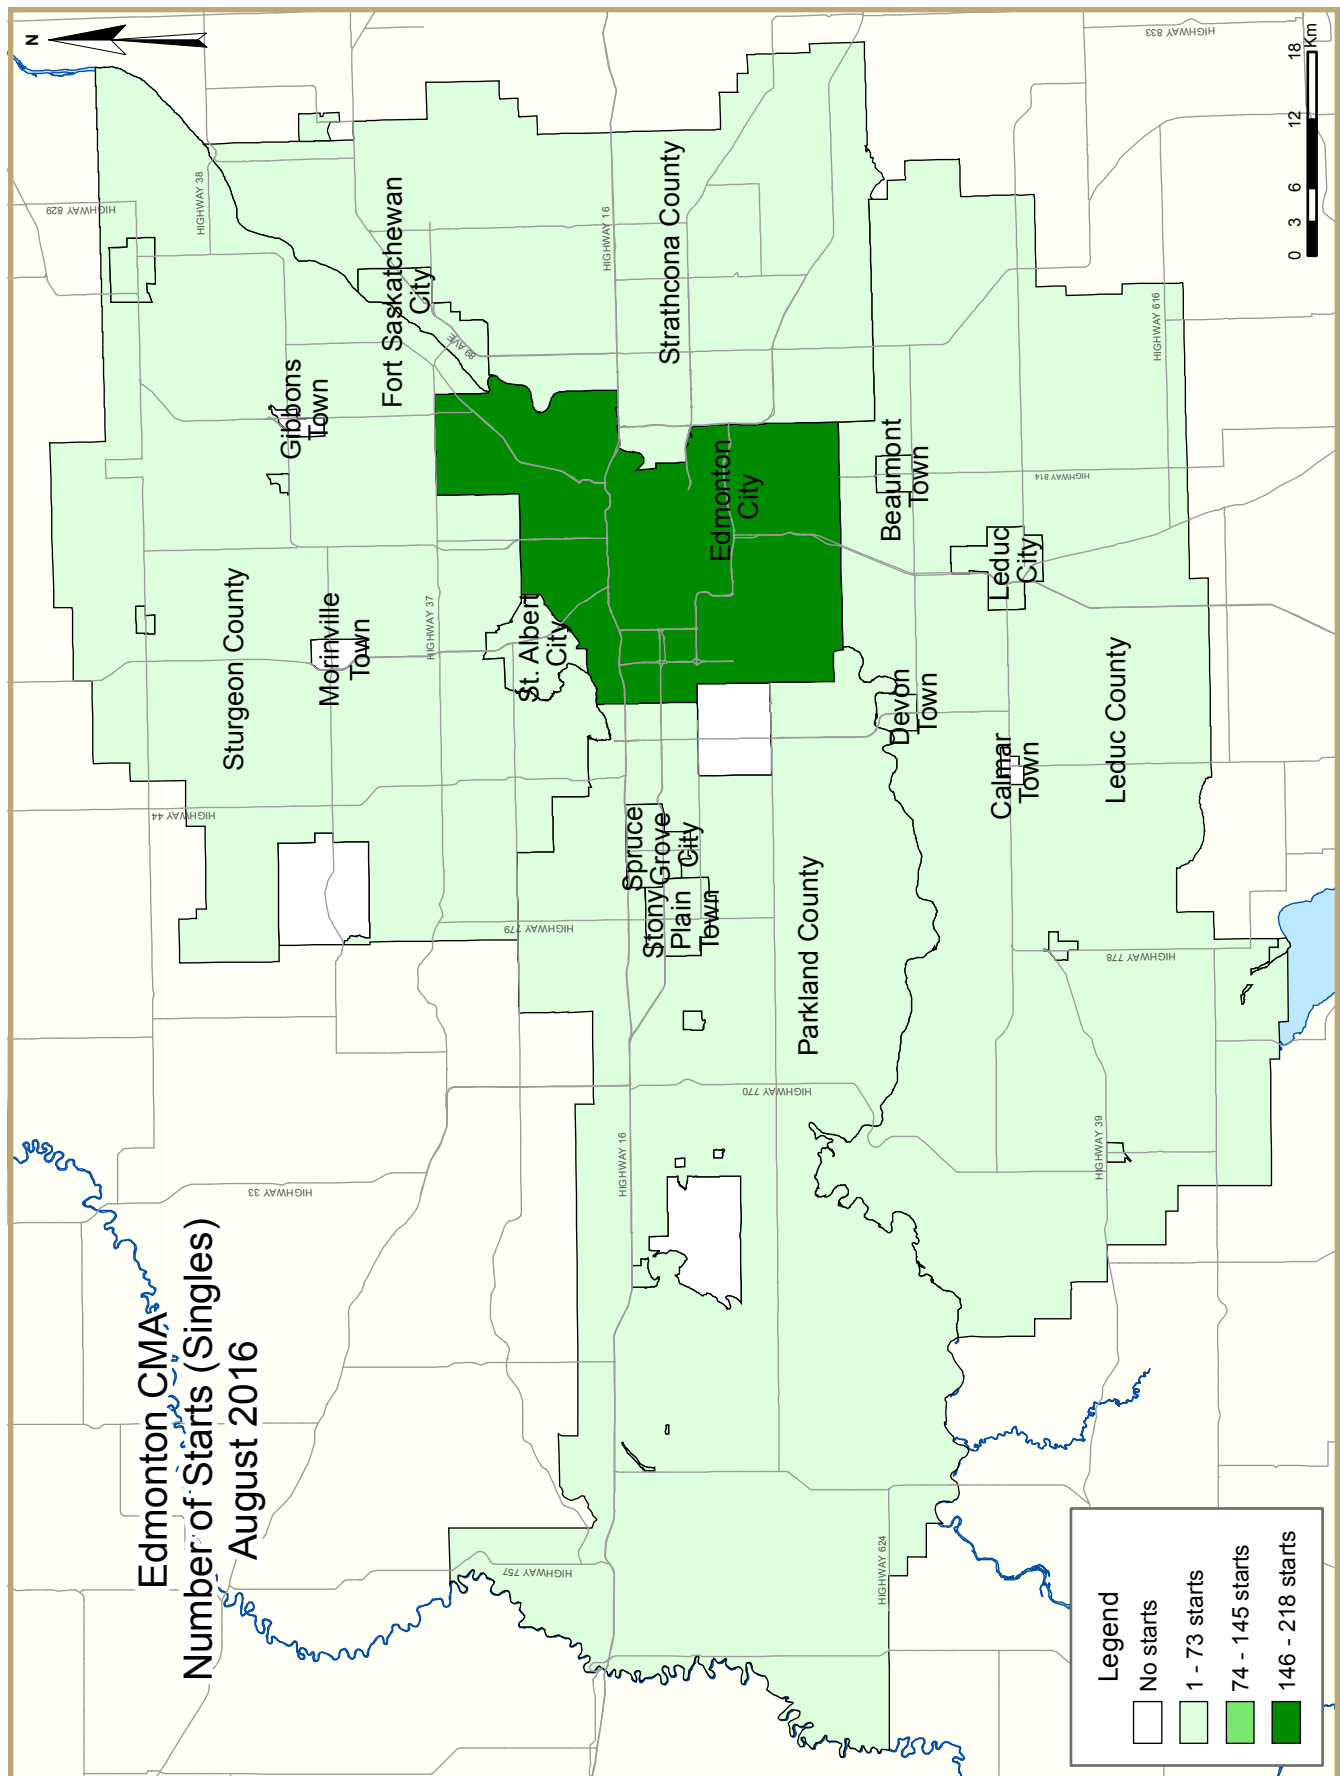 Edmonton CMA
Number of Starts (Singles)
August 2016
N
HIGHWAY 829
HIGHWAY 38
HIGHWAY 833
HIGHWAY 44
HIGHWAY 37
HIGHWAY 33
HIGHWAY 779
HIGHWAY 16
HIGHWAY 16
HIGHWAY 757
HIGHWAY 770
HIGHWAY 624
HIGHWAY 39
HIGHWAY 778
HIGHWAY 814
HIGHWAY 616
89 AVE
Sturgeon County
Gibbons
Town
Morinville
Town
Fort Saskatchewan
City
St. Albert
City
Strathcona County
Edmonton
City
Spruce
Grove
City
Stony
Plain
Town
Parkland County
Beaumont
Town
Devon
Town
Leduc
City
Calmar
Town
Leduc County
Legend
No starts
1 - 73 starts
74 - 145 starts
146 - 218 starts
0 3 6 12 18
Km